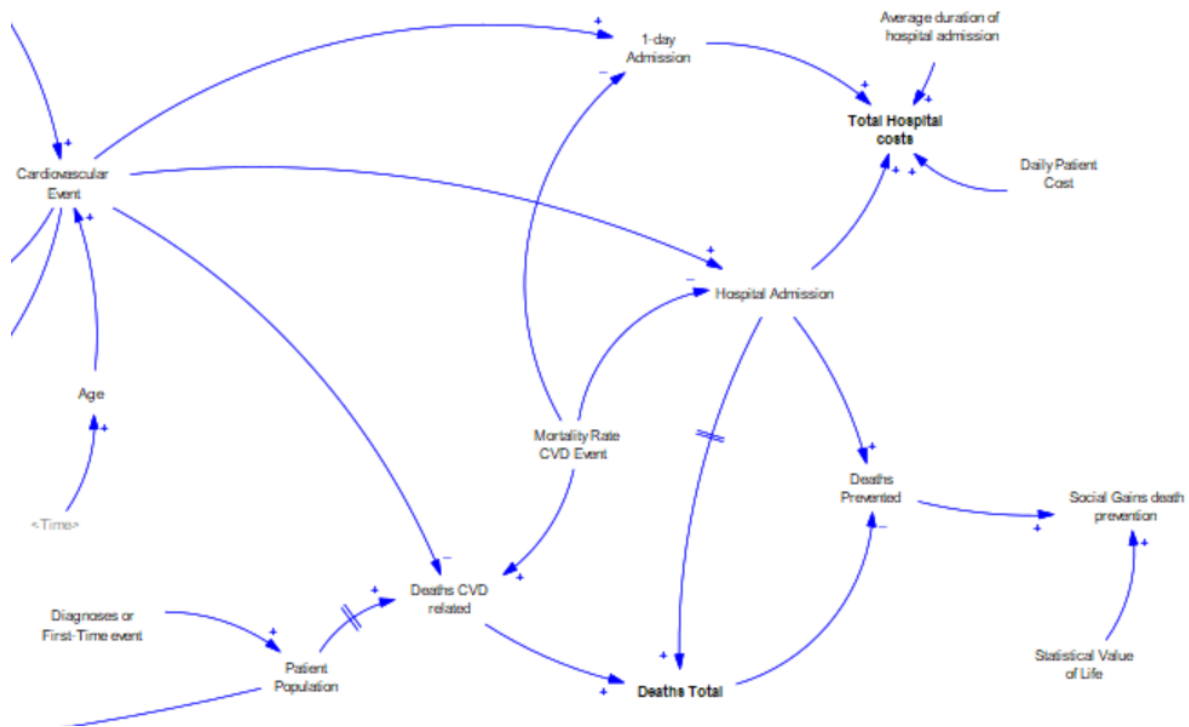 Average duration of
hospital admission
1-day
Admission
+
–
+
+
Total Hospital
costs
+
+
+
Cardiovascular
Event
+
Daily Patient
Cost
+
–
Hospital Admission
Age
+
Mortality Rate
CVD Event
+
Deaths
Prevented
–
Social Gains death
prevention
+
+
<Time>
–
Deaths CVD
related
+
+
Diagnoses or
First-Time event
+
Patient
Population
Statistical Value
of Life
+
Deaths Total
+